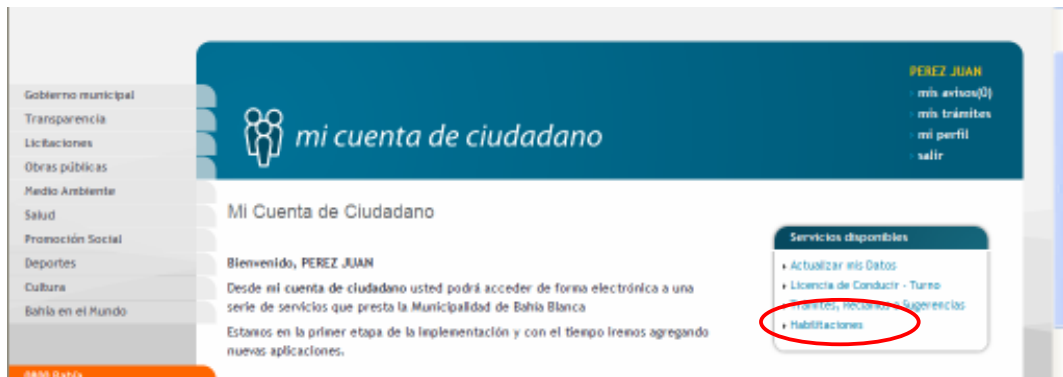 PEREZ JUAN
mis avisos(0)
mis trámites
mi perfil
salir
mi cuenta de ciudadano
Gobierno municipal
Transparencia
Licitaciones
Obras públicas
Medio Ambiente
Salud
Promoción Social
Deportes
Cultura
Bahía en el Mundo
0800 Bahía
Mi Cuenta de Ciudadano
Bienvenido, PEREZ JUAN
Desde mi cuenta de ciudadano usted podrá acceder de forma electrónica a una
serie de servicios que presta la Municipalidad de Bahía Blanca
Estamos en la primer etapa de la implementación y con el tiempo iremos agregando
nuevas aplicaciones.
Servicios disponibles
Actualizar mis Datos
Licencia de Conducir - Turno
Trámites, Reclamos o Sugerencias
Habilitaciones